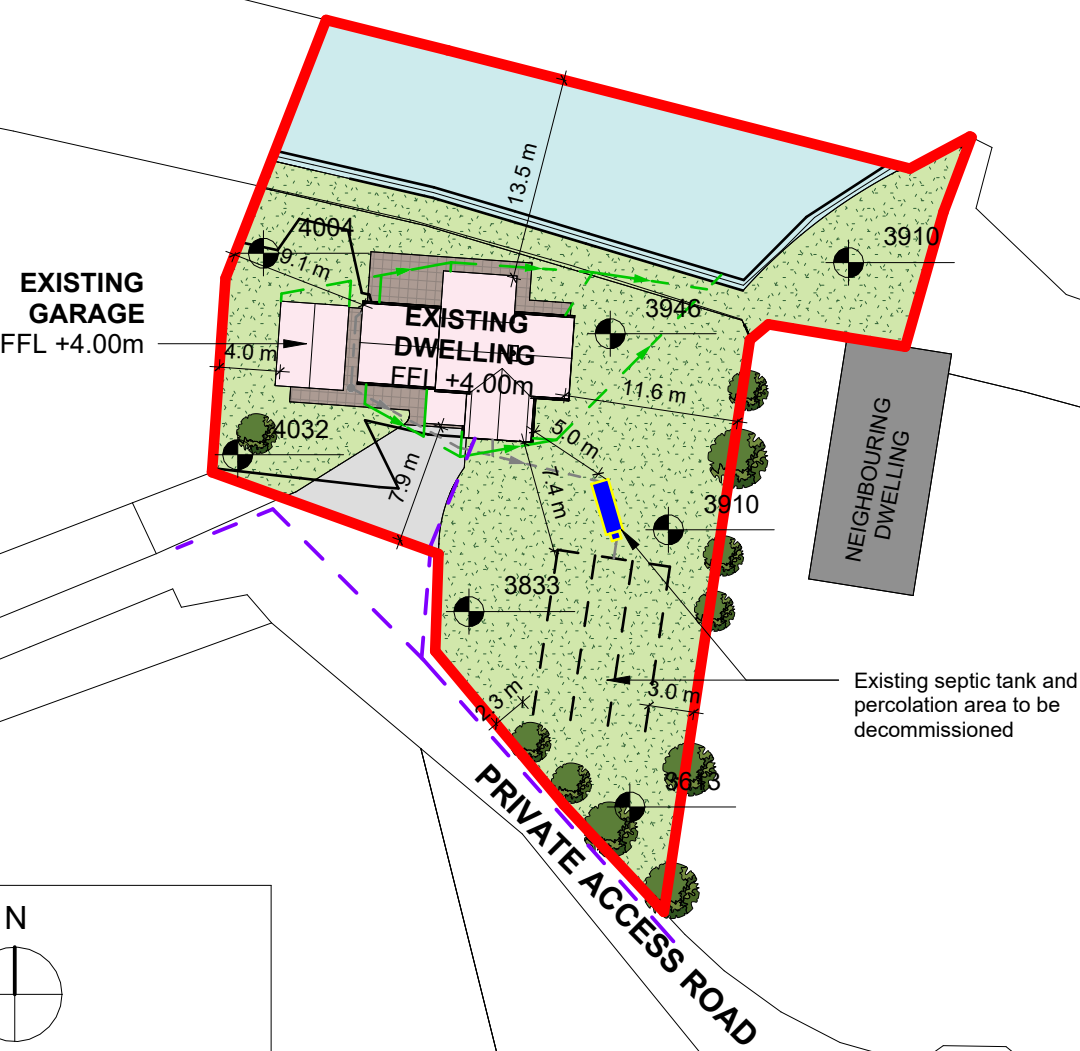 13.5 m
4004
9.1 m
3910
EXISTING
GARAGE
FFL +4.00m
3946
EXISTING
DWELLING
FFL +4.00m
4.0 m
11.6 m
4032
5.0 m
7.9 m
7.4 m
3910
NEIGHBOURING
DWELLING
3833
Existing septic tank and
percolation area to be
decommissioned
3.0 m
2.3 m
3613
PRIVATE ACCESS ROAD
N